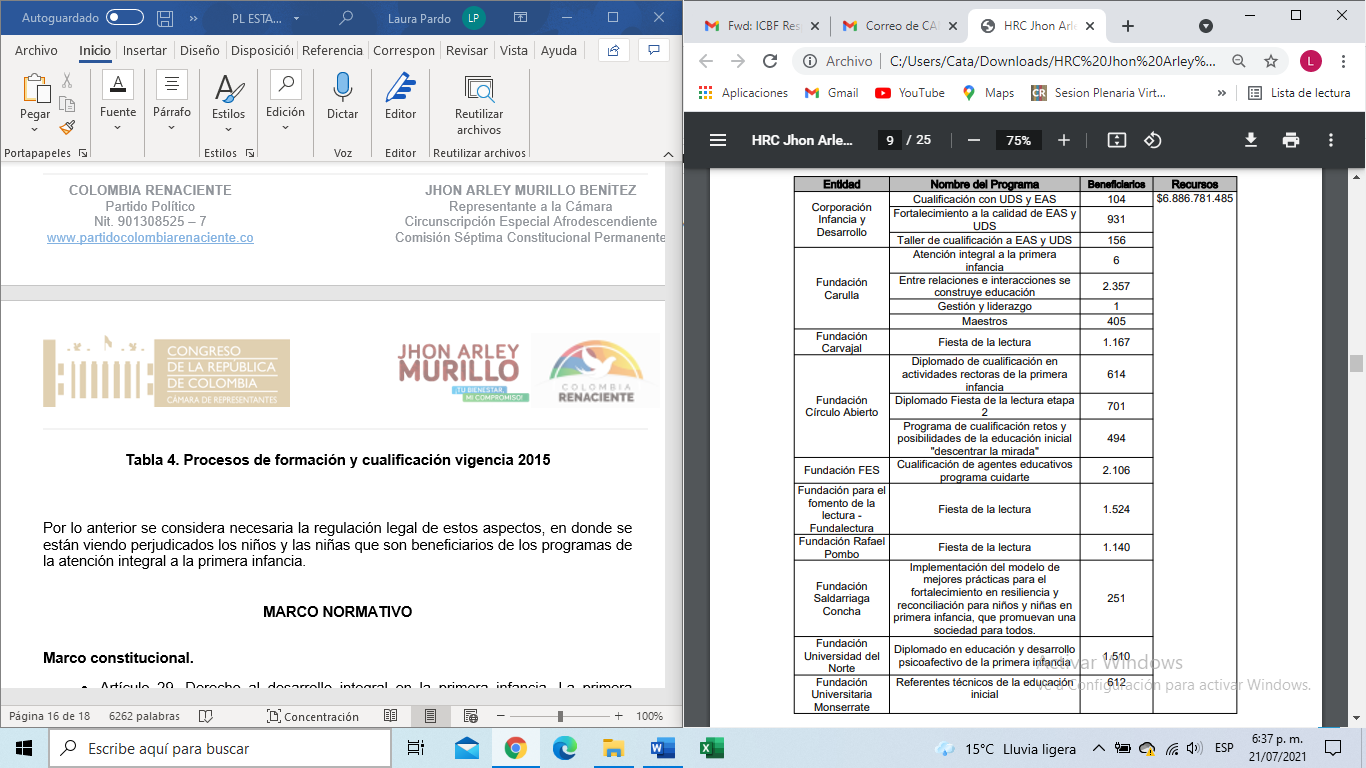 Autoguardado
PL ESTA...
Laura Pardo
LP
Archivo Inicio Insertar Diseño Disposición Referencia Correspon Revisar Vista Ayuda
Pegar
Fuente
Párrafo
Estilos
Edición
Dictar
Editor
Reutilizar
archivos
Portapapeles
Estilos
Voz
Editor
Reutilizar archivos
COLOMBIA RENACIENTE
Partido Político
Nit. 901308525 – 7
www.partidocolombiarenaciente.co
JHON ARLEY MURILLO BENÍTEZ
Representante a la Cámara
Circunscripción Especial Afrodescendiente
Comisión Séptima Constitucional Permanente
CONGRESO
DE LA REPÚBLICA
DE COLOMBIA
CÁMARA DE REPRESENTANTES
JHON ARLEY
MURILLO
¡TU BIENESTAR,
MI COMPROMISO!
COLOMBIA
RENACIENTE
Tabla 4. Procesos de formación y cualificación vigencia 2015
Por lo anterior se considera necesaria la regulación legal de estos aspectos, en donde se
están viendo perjudicados los niños y las niñas que son beneficiarios de los programas de
la atención integral a la primera infancia.
MARCO NORMATIVO
Marco constitucional.
• Artículo 29. Derecho al desarrollo integral en la primera infancia. La primera
Página 16 de 18 6262 palabras Concentración 100%
Fwd: ICBF Res
Correo de CA
HRC Jhon Arle
Archivo C:/Users/Cata/Downloads/HRC%20Jhon%20Arley%...
L
Aplicaciones Gmail YouTube Maps Sesion Plenaria Virt... » Lista de lectura
HRC Jhon Arle... 9 / 25 75%
Entidad Nombre del Programa Beneficiarios Recursos
Corporación
Infancia y
Desarrollo
Cualificación con UDS y EAS 104 $6.886.781.485
Fortalecimiento a la calidad de EAS y
UDS
931
Taller de cualificación a EAS y UDS 156
Fundación
Carulla
Atención integral a la primera
infancia
6
Entre relaciones e interacciones se
construye educación
2.357
Gestión y liderazgo 1
Maestros 405
Fundación
Carvajal
Fiesta de la lectura 1.167
Fundación
Círculo Abierto
Diplomado de cualificación en
actividades rectoras de la primera
infancia
614
Diplomado Fiesta de la lectura etapa
2
701
Programa de cualificación retos y
posibilidades de la educación inicial
"descentrar la mirada"
494
Fundación FES
Cualificación de agentes educativos
programa cuidarte
2.106
Fundación para el
fomento de la
lectura -
Fundalectura
Fiesta de la lectura 1.524
Fundación Rafael
Pombo
Fiesta de la lectura 1.140
Fundación
Saldarriaga
Concha
Implementación del modelo de
mejores prácticas para el
fortalecimiento en resiliencia y
reconciliación para niños y niñas en
primera infancia, que promuevan una
sociedad para todos.
251
Fundación
Universidad del
Norte
Diplomado en educación y desarrollo
psicoafectivo de la primera infancia
1.510
Fundación
Universitaria
Monserrate
Referentes técnicos de la educación
inicial
612
Activar Windows
Ve a Configuración para activar Windows.
Escribe aquí para buscar
15°C Lluvia ligera
ESP
6:37 p. m.
21/07/2021